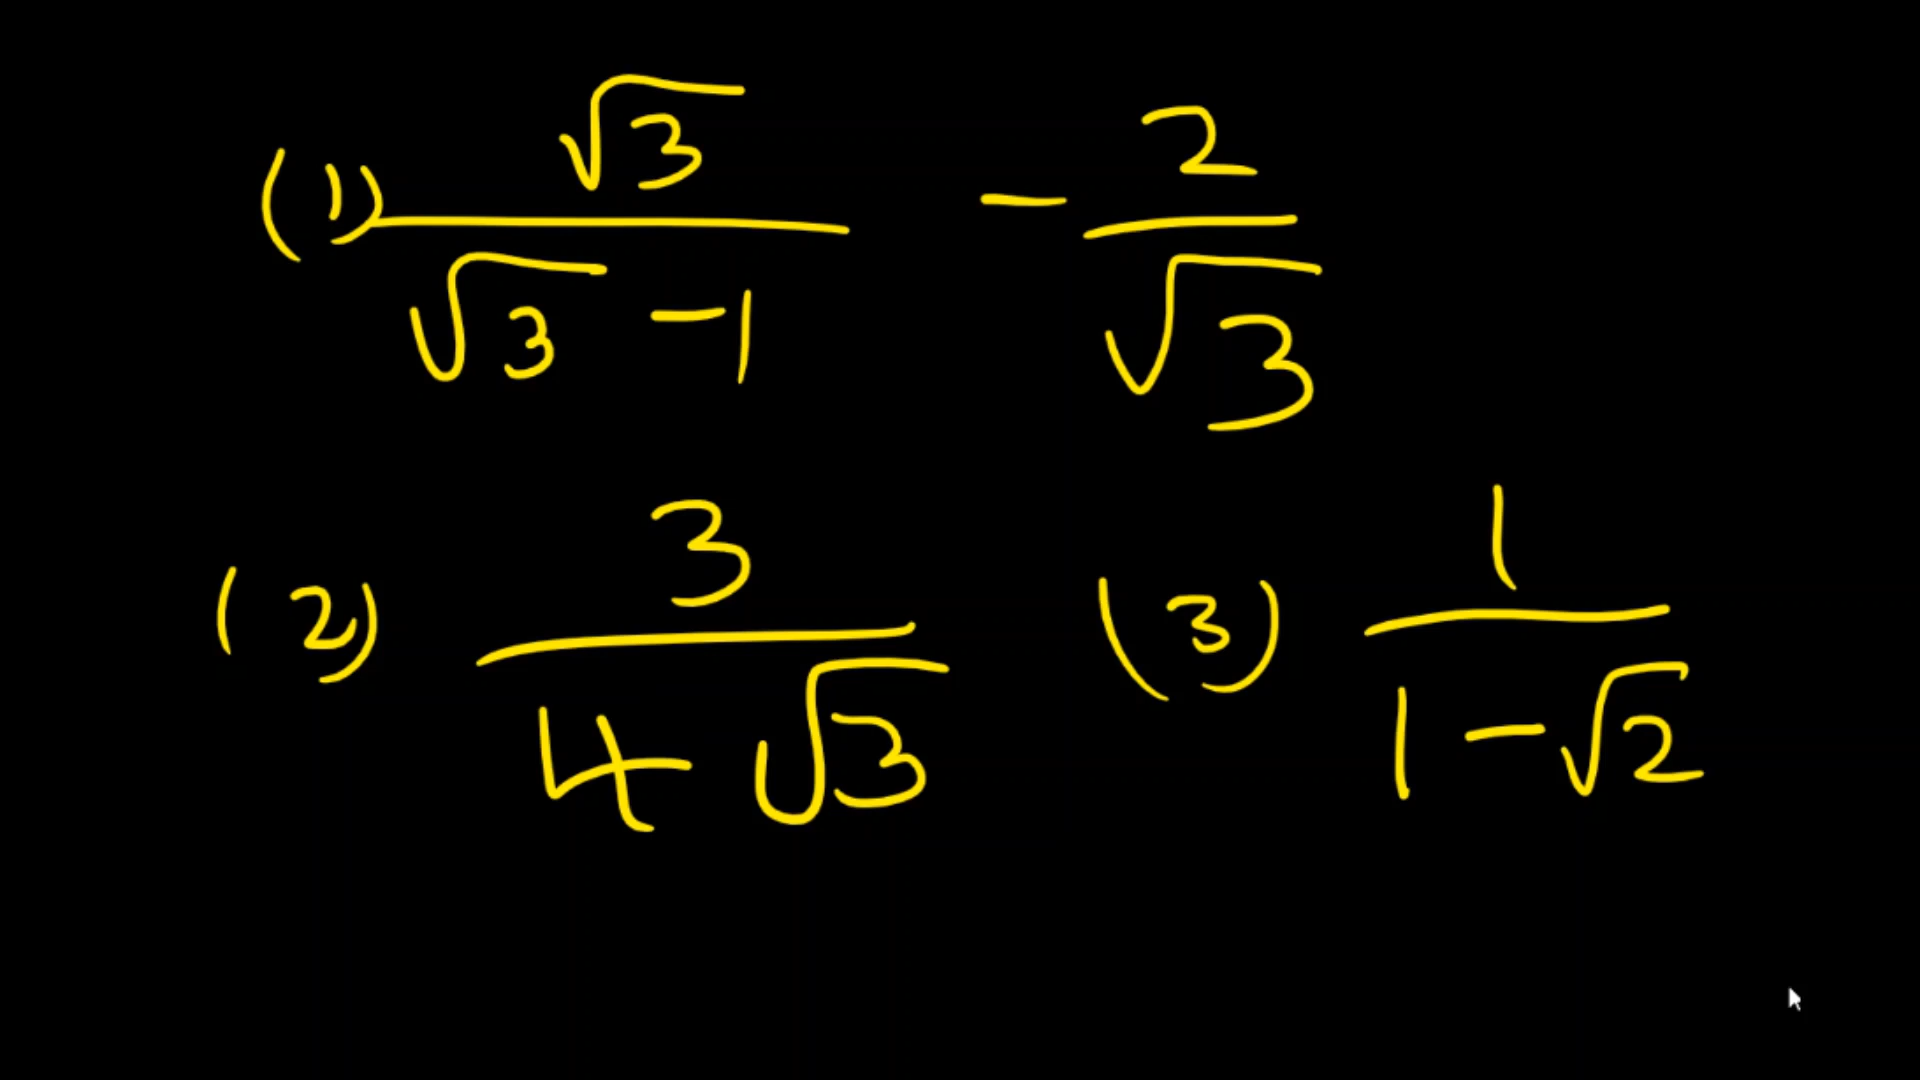 (1) √3/(√3 - 1) - 2/√3
(2) 3/(4√3) (3) 1/(1 - √2)